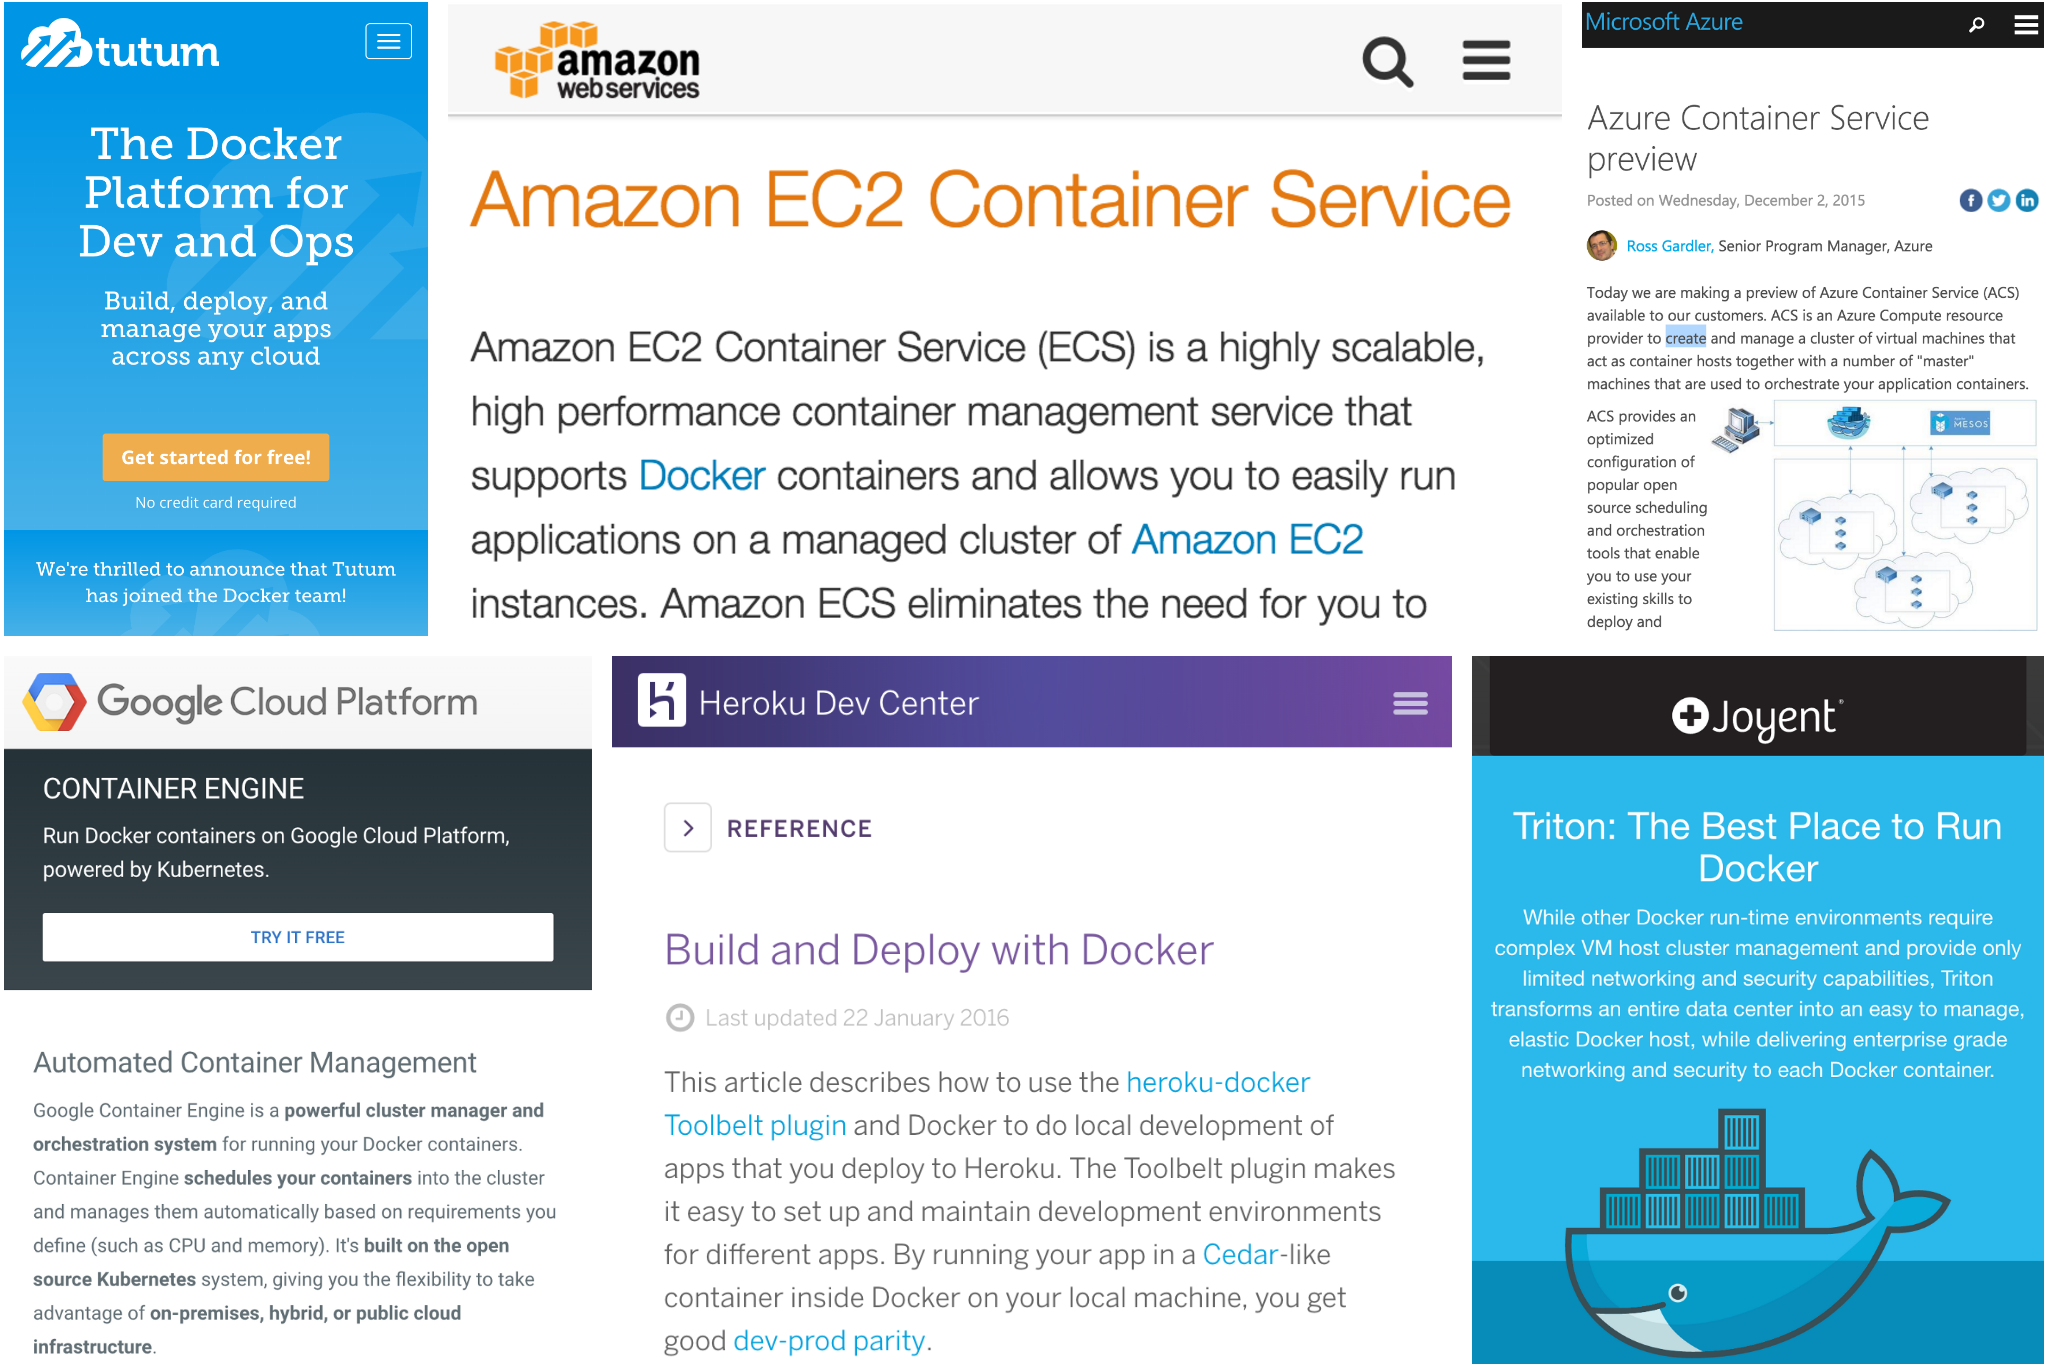 tutum
The Docker
Platform for
Dev and Ops
Build, deploy, and
manage your apps
across any cloud
Get started for free!
No credit card required
We're thrilled to announce that Tutum
has joined the Docker team!
amazon
webservices
Amazon EC2 Container Service
Amazon EC2 Container Service (ECS) is a highly scalable,
high performance container management service that
supports Docker containers and allows you to easily run
applications on a managed cluster of Amazon EC2
instances. Amazon ECS eliminates the need for you to
Microsoft Azure
Azure Container Service
preview
Posted on Wednesday, December 2, 2015
f
in
Ross Gardler, Senior Program Manager, Azure
Today we are making a preview of Azure Container Service (ACS)
available to our customers. ACS is an Azure Compute resource
provider to create and manage a cluster of virtual machines that
act as container hosts together with a number of "master"
machines that are used to orchestrate your application containers.
ACS provides an
optimized
configuration of
popular open
source scheduling
and orchestration
tools that enable
you to use your
existing skills to
deploy and
MESOS
Google Cloud Platform
CONTAINER ENGINE
Run Docker containers on Google Cloud Platform,
powered by Kubernetes.
TRY IT FREE
Automated Container Management
Google Container Engine is a powerful cluster manager and
orchestration system for running your Docker containers.
Container Engine schedules your containers into the cluster
and manages them automatically based on requirements you
define (such as CPU and memory). It's built on the open
source Kubernetes system, giving you the flexibility to take
advantage of on-premises, hybrid, or public cloud
infrastructure.
Heroku Dev Center
REFERENCE
Build and Deploy with Docker
Last updated 22 January 2016
This article describes how to use the heroku-docker
Toolbelt plugin and Docker to do local development of
apps that you deploy to Heroku. The Toolbelt plugin makes
it easy to set up and maintain development environments
for different apps. By running your app in a Cedar-like
container inside Docker on your local machine, you get
good dev-prod parity.
Joyent®
Triton: The Best Place to Run
Docker
While other Docker run-time environments require
complex VM host cluster management and provide only
limited networking and security capabilities, Triton
transforms an entire data center into an easy to manage,
elastic Docker host, while delivering enterprise grade
networking and security to each Docker container.